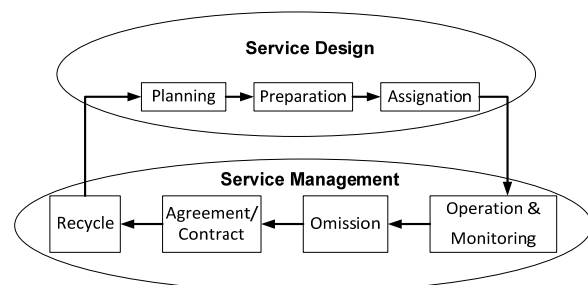 Service Design
Planning
Preparation
Assignation
Service Management
Recycle
Agreement/
Contract
Omission
Operation &
Monitoring